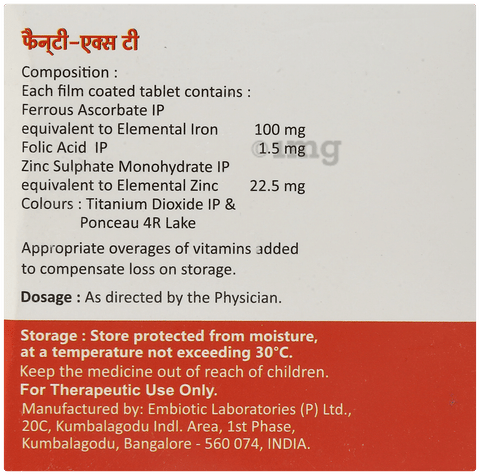 फैन्टी-एक्स टी
Composition :
Each film coated tablet contains :
Ferrous Ascorbate IP
equivalent to Elemental Iron 100 mg
Folic Acid IP 1.5 mg
Zinc Sulphate Monohydrate IP
equivalent to Elemental Zinc 22.5 mg
Colours : Titanium Dioxide IP &
Ponceau 4R Lake
Appropriate overages of vitamins added
to compensate loss on storage.
Dosage : As directed by the Physician.
Storage : Store protected from moisture,
at a temperature not exceeding 30°C.
Keep the medicine out of reach of children.
For Therapeutic Use Only.
Manufactured by: Embiotic Laboratories (P) Ltd.,
20C, Kumbalagodu Indl. Area, 1st Phase,
Kumbalagodu, Bangalore - 560 074, INDIA.